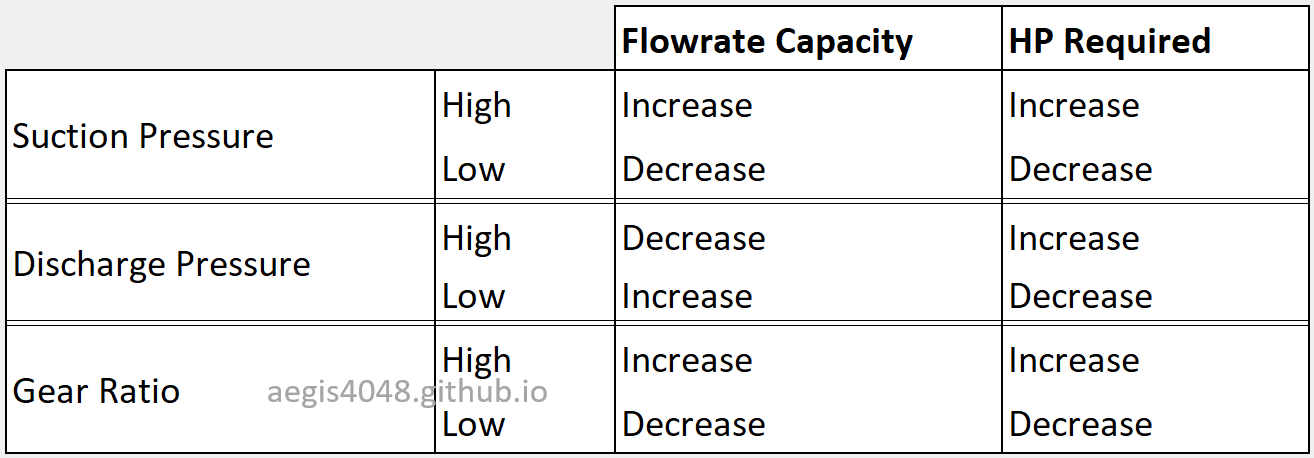 Flowrate Capacity HP Required
Suction Pressure High Increase Increase
Low Decrease Decrease
Discharge Pressure High Decrease Increase
Low Increase Decrease
Gear Ratio High Increase Increase
aegis4048.github.io
Low Decrease Decrease